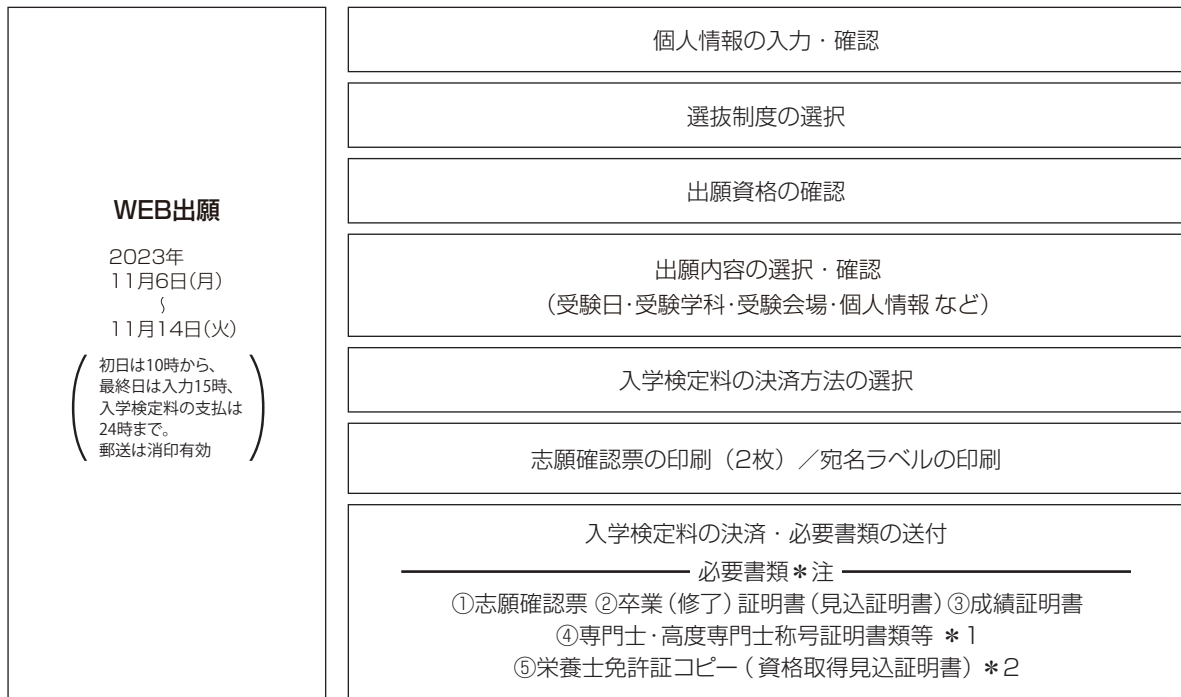 WEB出願
2023年
11月6日(月)
〜
11月14日(火)
初日は10時から、
最終日は入力15時、
入学検定料の支払は
24時まで。
郵送は消印有効
個人情報の入力・確認
選抜制度の選択
出願資格の確認
出願内容の選択・確認
（受験日・受験学科・受験会場・個人情報 など）
入学検定料の決済方法の選択
志願確認票の印刷（2枚）／宛名ラベルの印刷
入学検定料の決済・必要書類の送付
必要書類＊注
①志願確認票 ②卒業（修了）証明書（見込証明書）③成績証明書
④専門士・高度専門士称号証明書類等 ＊1
⑤栄養士免許証コピー（資格取得見込証明書）＊2